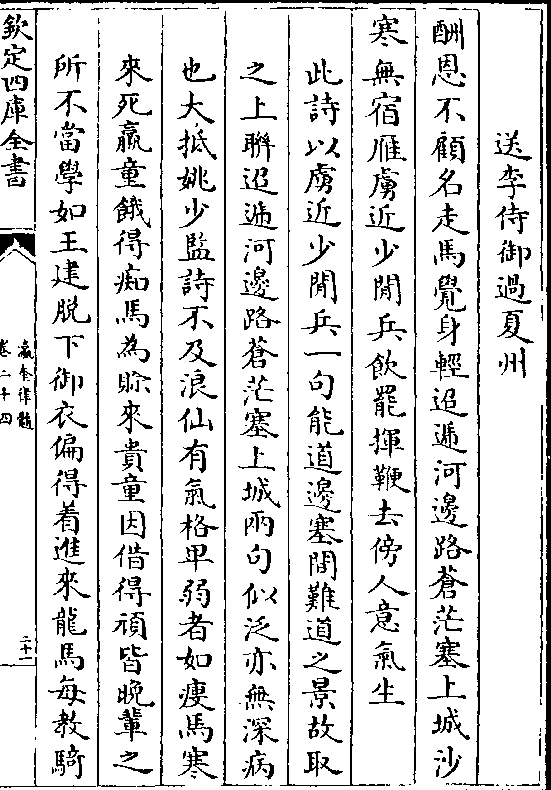 送李侍御過夏州
酬恩不顧名走馬覺身輕迢遞河邊路蒼茫塞上城沙
寒無宿雁虜近少閒兵飲罷揮鞭去傍人意氣生
此詩以虜近少閒兵一句能道邊塞間難道之景故取
之上聯迢遞河邊路蒼茫塞上城兩句似泛亦無深病
也大抵姚少監詩不及浪仙有氣格卑弱者如瘦馬寒
來死羸童餓得痴馬為賒來貴童因借得頑皆晚輩之
所不當學如王建脱下御衣偏得着進來龍馬每教騎
欽定四庫全書
瀛奎律髓
卷二十四
二十一